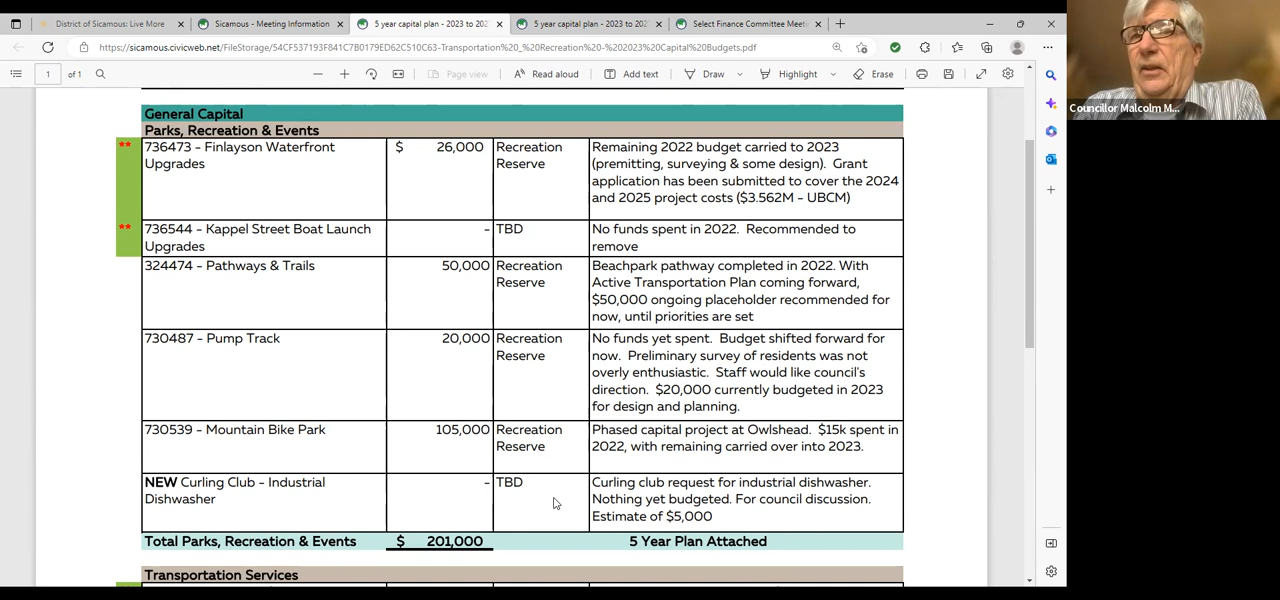 District of Sicamous: Live More
Sicamous - Meeting Information
5 year capital plan - 2023 to 202
5 year capital plan - 2023 to 202
Select Finance Committee Meeti
https://sicamous.civicweb.net/FileStorage/54CF537193F841C7B0179ED62C510C63-Transportation%20_%20Recreation%20-%202023%20Capital%20Budgets.pdf
1 of 1
Page view
Read aloud
Add text
Draw
Highlight
Erase
Councillor Malcolm M...
General Capital
Parks, Recreation & Events
** 736473 - Finlayson Waterfront $ 26,000 Recreation Remaining 2022 budget carried to 2023
Upgrades Reserve (premitting, surveying & some design). Grant
application has been submitted to cover the 2024
and 2025 project costs ($3.562M - UBCM)
** 736544 - Kappel Street Boat Launch - TBD No funds spent in 2022. Recommended to
Upgrades remove
324474 - Pathways & Trails 50,000 Recreation Beachpark pathway completed in 2022. With
Reserve Active Transportation Plan coming forward,
$50,000 ongoing placeholder recommended for
now, until priorities are set
730487 - Pump Track 20,000 Recreation No funds yet spent. Budget shifted forward for
Reserve now. Preliminary survey of residents was not
overly enthusiastic. Staff would like council's
direction. $20,000 currently budgeted in 2023
for design and planning.
730539 - Mountain Bike Park 105,000 Recreation Phased capital project at Owlshead. $15k spent in
Reserve 2022, with remaining carried over into 2023.
NEW Curling Club - Industrial - TBD Curling club request for industrial dishwasher.
Dishwasher Nothing yet budgeted. For council discussion.
Estimate of $5,000
Total Parks, Recreation & Events $ 201,000 5 Year Plan Attached
Transportation Services